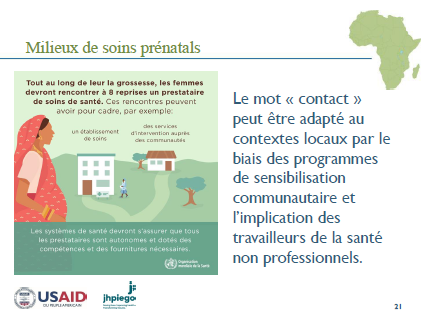 Milieux de soins prénatals
Tout au long de leur la grossesse, les femmes
devront rencontrer à 8 reprises un prestataire
de soins de santé. Ces rencontres peuvent
avoir pour cadre, par exemple:
un établissement
de soins
des services
d'intervention auprès
des communautés
Les systèmes de santé devront s'assurer que tous
les prestataires sont autonomes et dotés des
compétences et des fournitures nécessaires.
Organisation
mondiale de la Santé
Le mot « contact »
peut être adapté au
contextes locaux par le
biais des programmes
de sensibilisation
communautaire et
l'implication des
travailleurs de la santé
non professionnels.
USAID
DU PEUPLE AMERICAIN
jhpiego
21